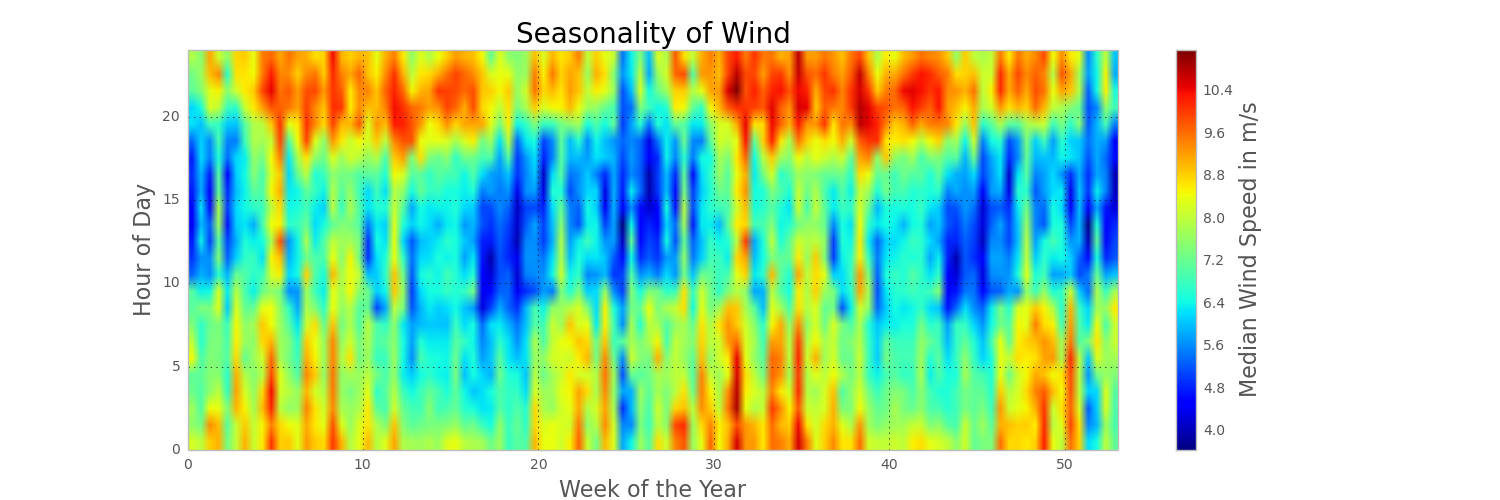 Seasonality of Wind
Hour of Day
20
15
10
5
0
0 10 20 30 40 50
Week of the Year
10.4
9.6
8.8
8.0
7.2
6.4
5.6
4.8
4.0
Median Wind Speed in m/s